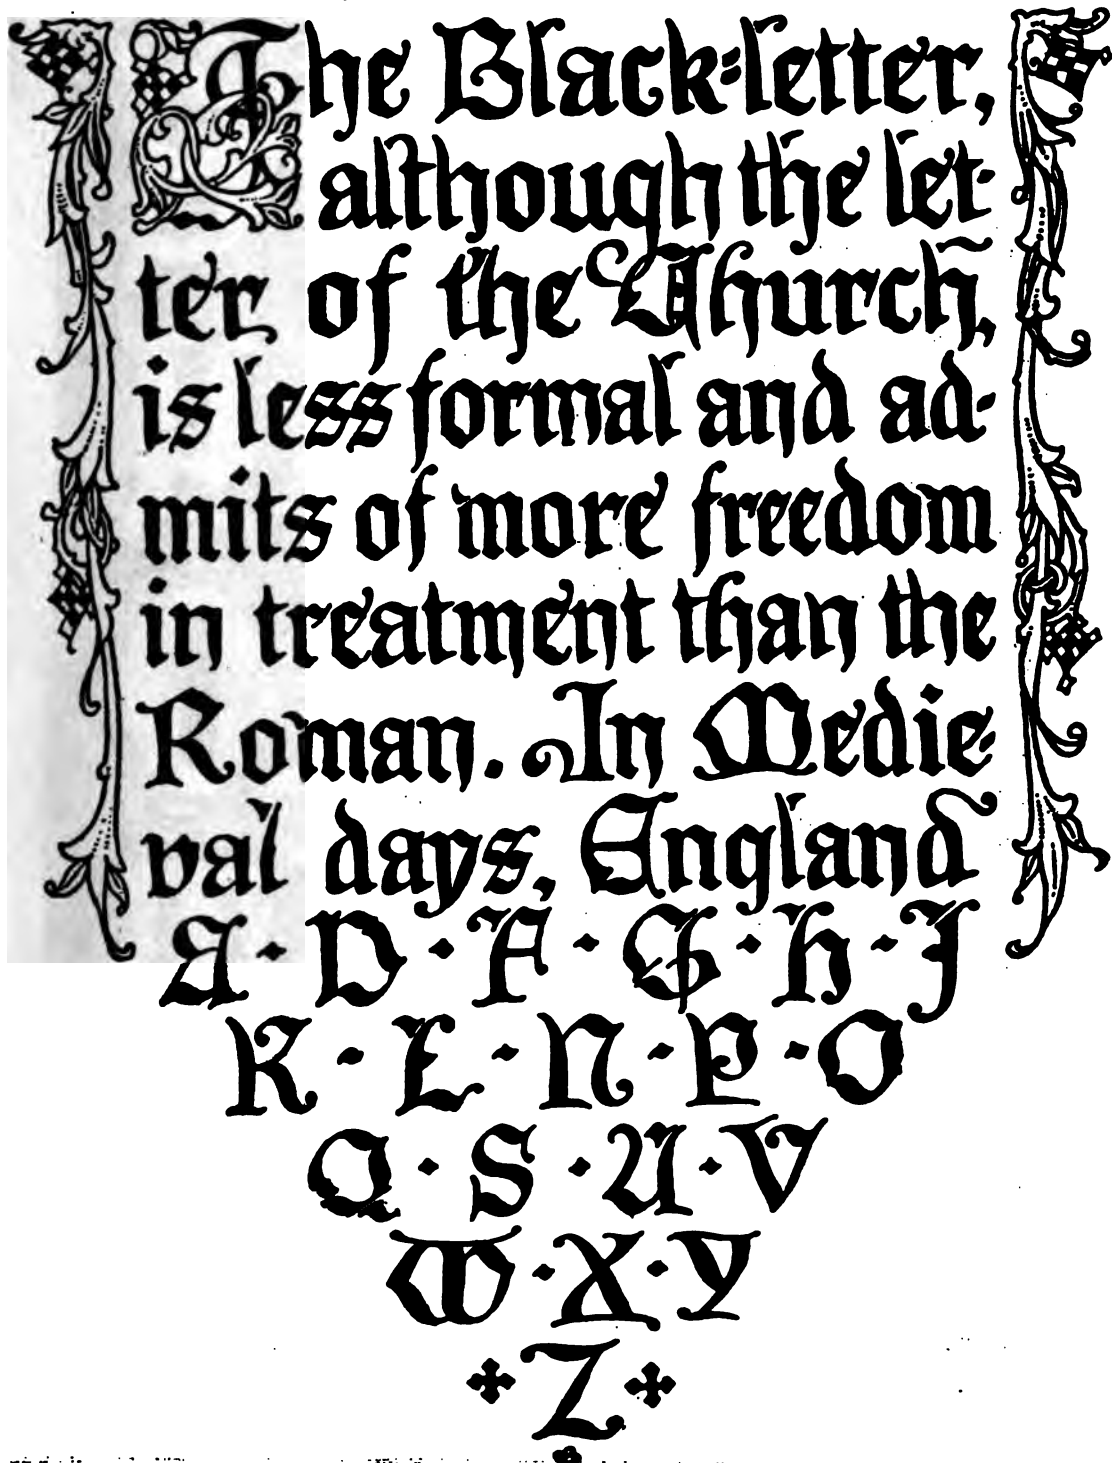 The Black-letter,
although the let-
ter of the Church,
is less formal and ad-
mits of more freedom
in treatment than the
Roman. In Medie-
val days, England
A · D · F · G · H · J
K · L · N · P · O
Q · S · U · V
W · X · Y
Z